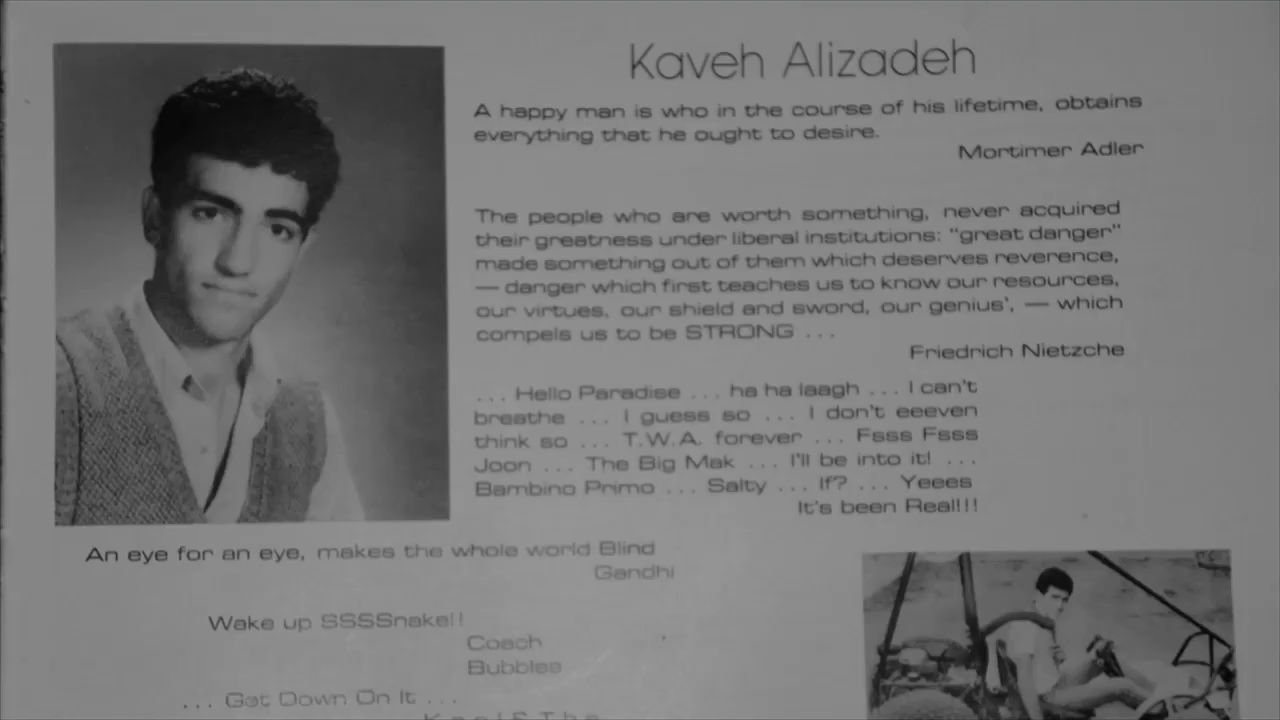 Kaveh Alizadeh
A happy man is who in the course of his lifetime, obtains
everything that he ought to desire.
Mortimer Adler
The people who are worth something, never acquired
their greatness under liberal institutions: "great danger"
made something out of them which deserves reverence,
— danger which first teaches us to know our resources,
our virtues, our shield and sword, our genius', — which
compels us to be STRONG ...
Friedrich Nietzche
... Hello Paradise ... ha ha laagh ... I can't
breathe ... I guess so ... I don't eeeven
think so ... T.W.A. forever ... Fsss Fsss
Joon ... The Big Mak ... I'll be into it! ...
Bambino Primo ... Salty ... If? ... Yeees
It's been Real!!!
An eye for an eye, makes the whole world Blind
Gandhi
Wake up SSSSnake!!
Coach
Bubbles
... Get Down On It ...